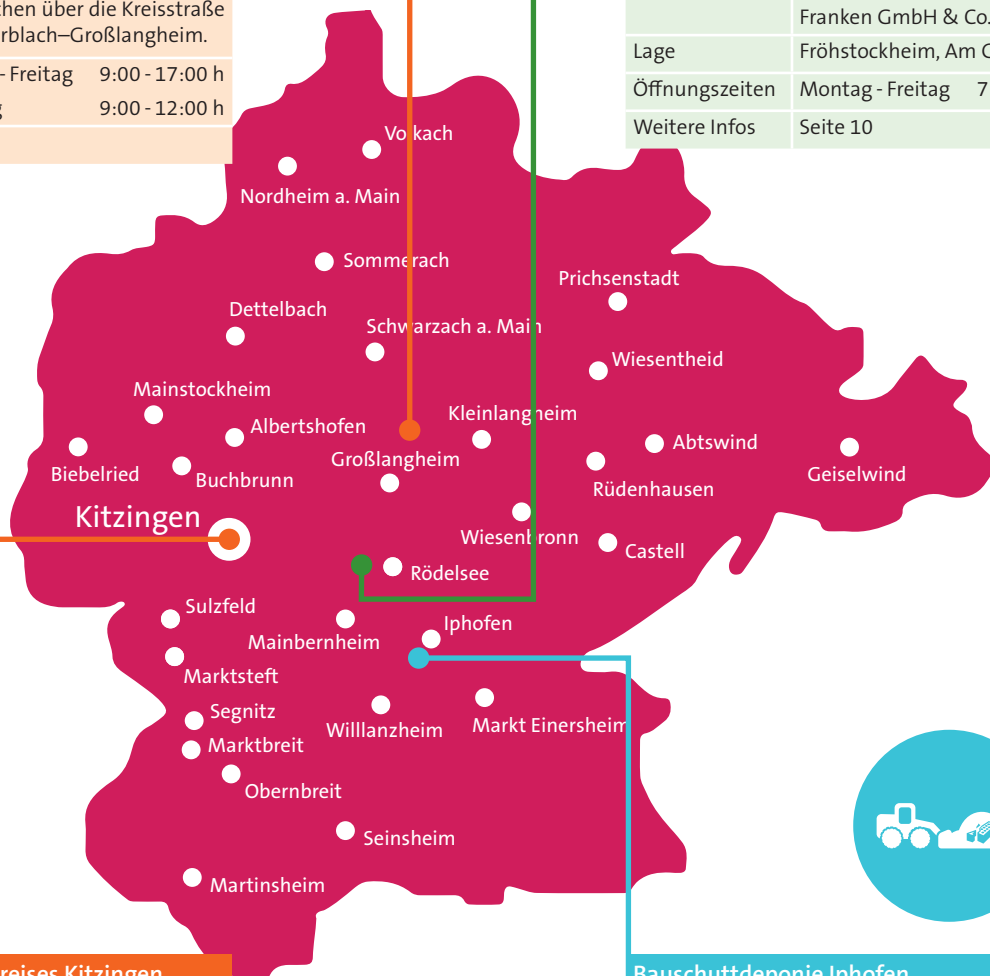 chen über die Kreisstraße
rblach–Großlangheim.
- Freitag 9:00 - 17:00 h
g 9:00 - 12:00 h
Franken GmbH & Co.
Lage Fröhstockheim, Am G
Öffnungszeiten Montag - Freitag 7
Weitere Infos Seite 10
Volkach
Nordheim a. Main
Sommerach
Prichsenstadt
Dettelbach
Schwarzach a. Main
Wiesentheid
Mainstockheim
Kleinlangheim
Albertshofen
Abtswind
Großlangheim
Biebelried
Buchbrunn
Geiselwind
Rüdenhausen
Kitzingen
Wiesenbronn
Castell
Rödelsee
Sulzfeld
Iphofen
Mainbernheim
Marktsteft
Segnitz
Willlanzheim
Markt Einersheim
Marktbreit
Obernbreit
Seinsheim
Martinsheim
reises Kitzingen
Bauschuttdeponie Iphofen